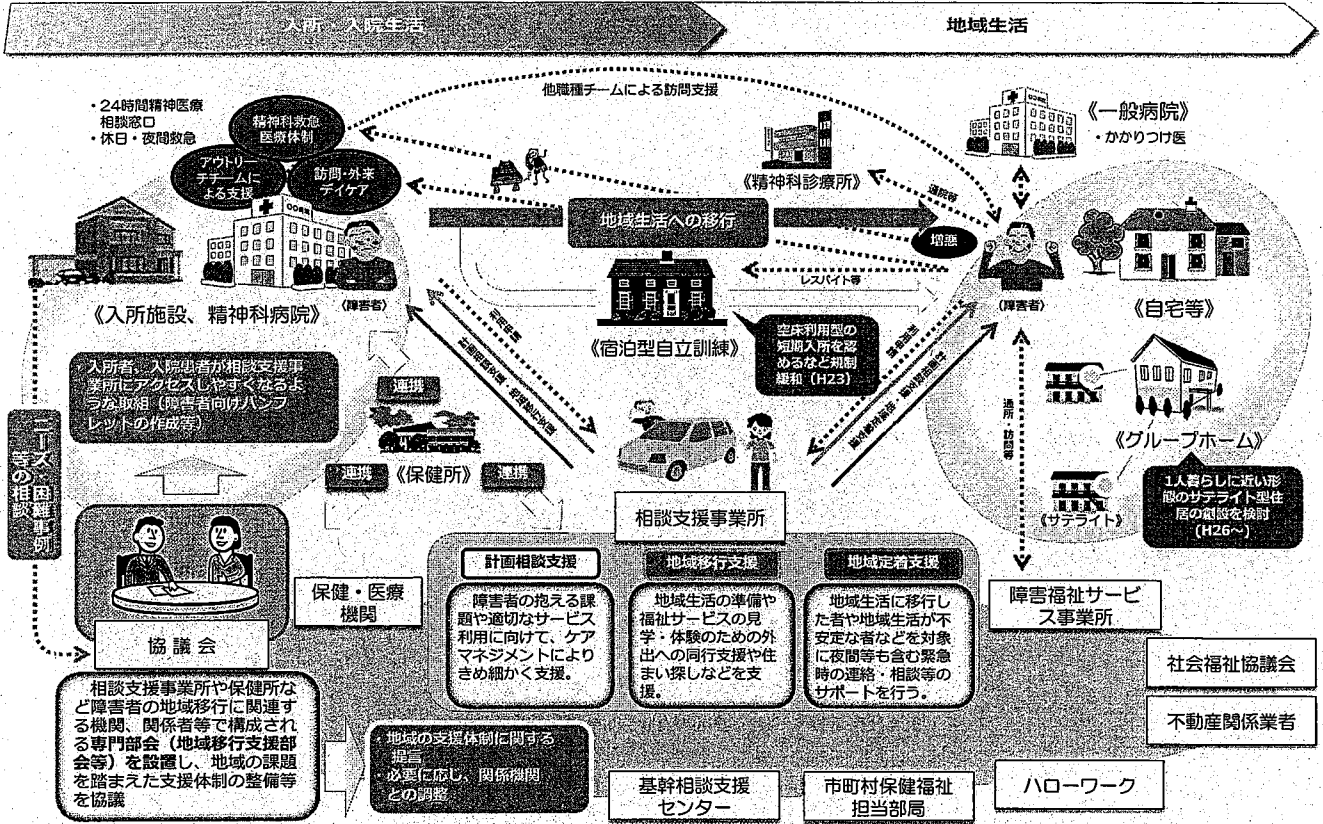 入所・入院生活
地域生活
・24時間精神医療
相談窓口
・休日・夜間救急
精神科救急
医療体制
アウトリー
チチームに
よる支援
訪問・外来
デイケア
他職種チームによる訪問支援
《精神科診療所》
通院等
《一般病院》
・かかりつけ医
地域生活への移行
増悪
レスパイト等
《宿泊型自立訓練》
空床利用型の
短期入所を認
めるなど規制
緩和（H23）
〈障害者〉
《入所施設、精神科病院》
〈障害者〉
《自宅等》
《グループホーム》
《サテライト》
1人暮らしに近い形
態のサテライト型住
居の創設を検討
（H26～）
通所・訪問等
入所者、入院患者が相談支援事
業所にアクセスしやすくなるよ
うな取組（障害者向けパンフ
レットの作成等）
ニーズ、困難事例
等の相談
連携
連携
《保健所》
連携
相談支援事業所
計画相談支援
障害者の抱える課
題や適切なサービス
利用に向けて、ケア
マネジメントにより
きめ細かく支援。
地域移行支援
地域生活の準備や
福祉サービスの見
学・体験のための外
出への同行支援や住
まい探しなどを支
援。
地域定着支援
地域生活に移行し
た者や地域生活が不
安定な者などを対象
に夜間等も含む緊急
時の連絡・相談等の
サポートを行う。
保健・医療
機関
協議会
相談支援事業所や保健所な
ど障害者の地域移行に関連す
る機関、関係者等で構成され
る専門部会（地域移行支援部
会等）を設置し、地域の課題
を踏まえた支援体制の整備等
を協議
・地域の支援体制に関する
提言
・必要に応じ、関係機関
との調整
基幹相談支援
センター
市町村保健福祉
担当部局
ハローワーク
障害福祉サービ
ス事業所
社会福祉協議会
不動産関係業者